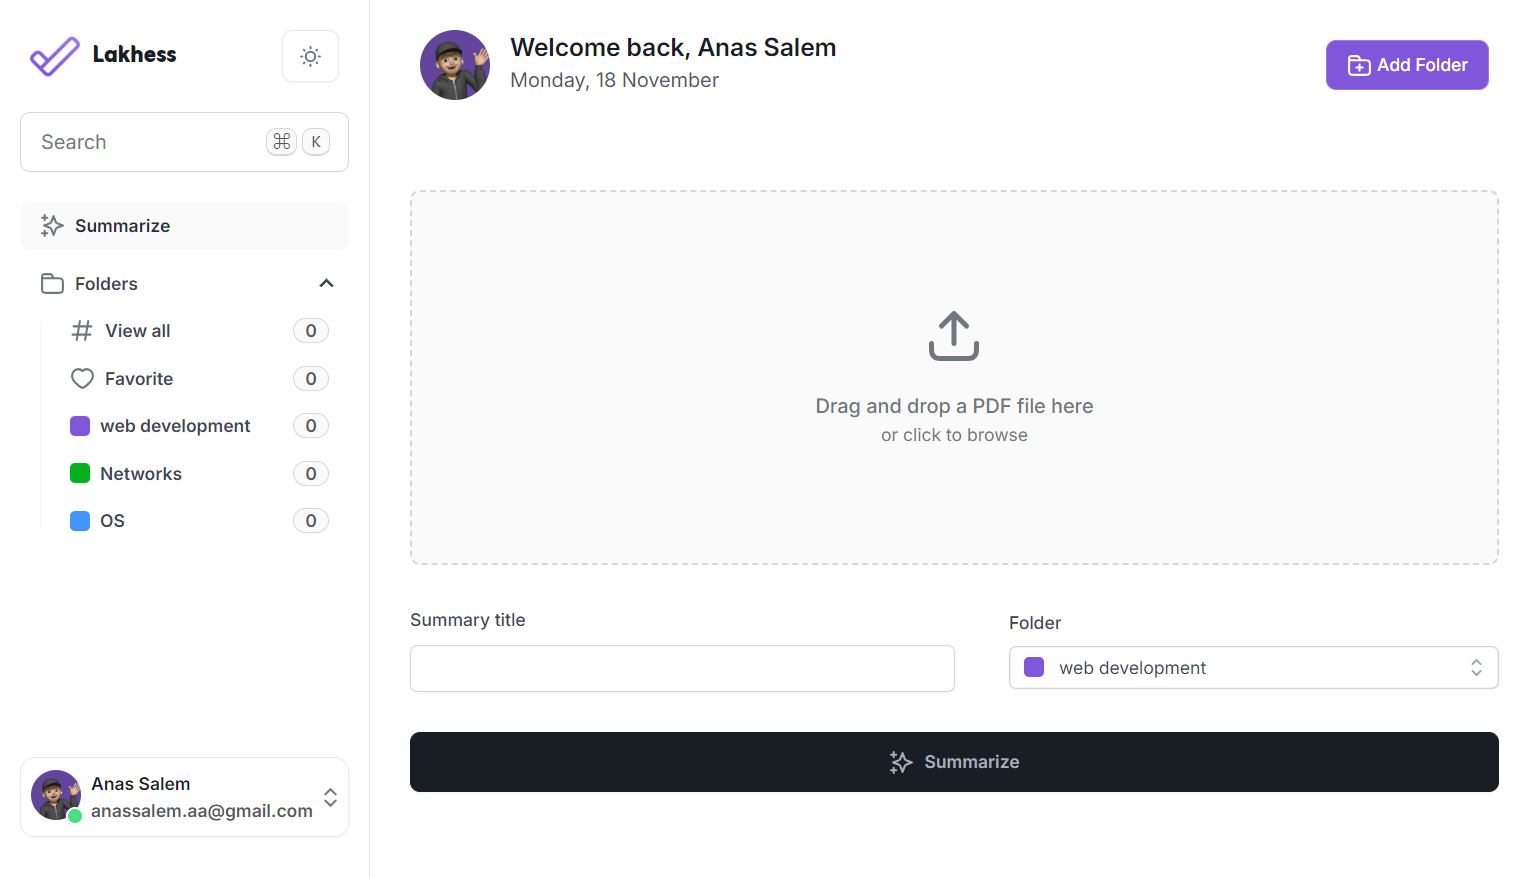 Lakhess
Search ⌘ K
Summarize
Folders
View all 0
Favorite 0
web development 0
Networks 0
OS 0
Anas Salem
anassalem.aa@gmail.com
Welcome back, Anas Salem
Monday, 18 November
Add Folder
Drag and drop a PDF file here
or click to browse
Summary title
Folder
web development
Summarize